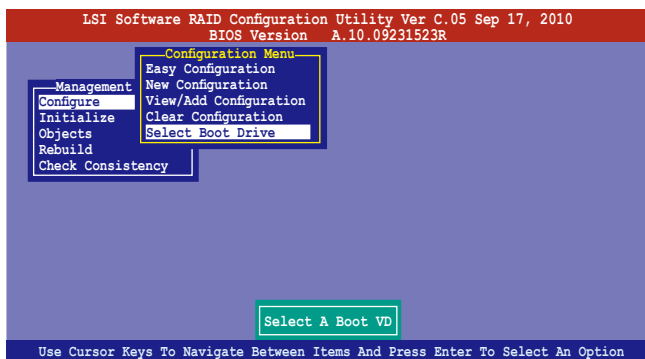 LSI Software RAID Configuration Utility Ver C.05 Sep 17, 2010
BIOS Version A.10.09231523R
Configuration Menu
Easy Configuration
New Configuration
View/Add Configuration
Clear Configuration
Select Boot Drive
Management
Configure
Initialize
Objects
Rebuild
Check Consistency
Select A Boot VD
Use Cursor Keys To Navigate Between Items And Press Enter To Select An Option